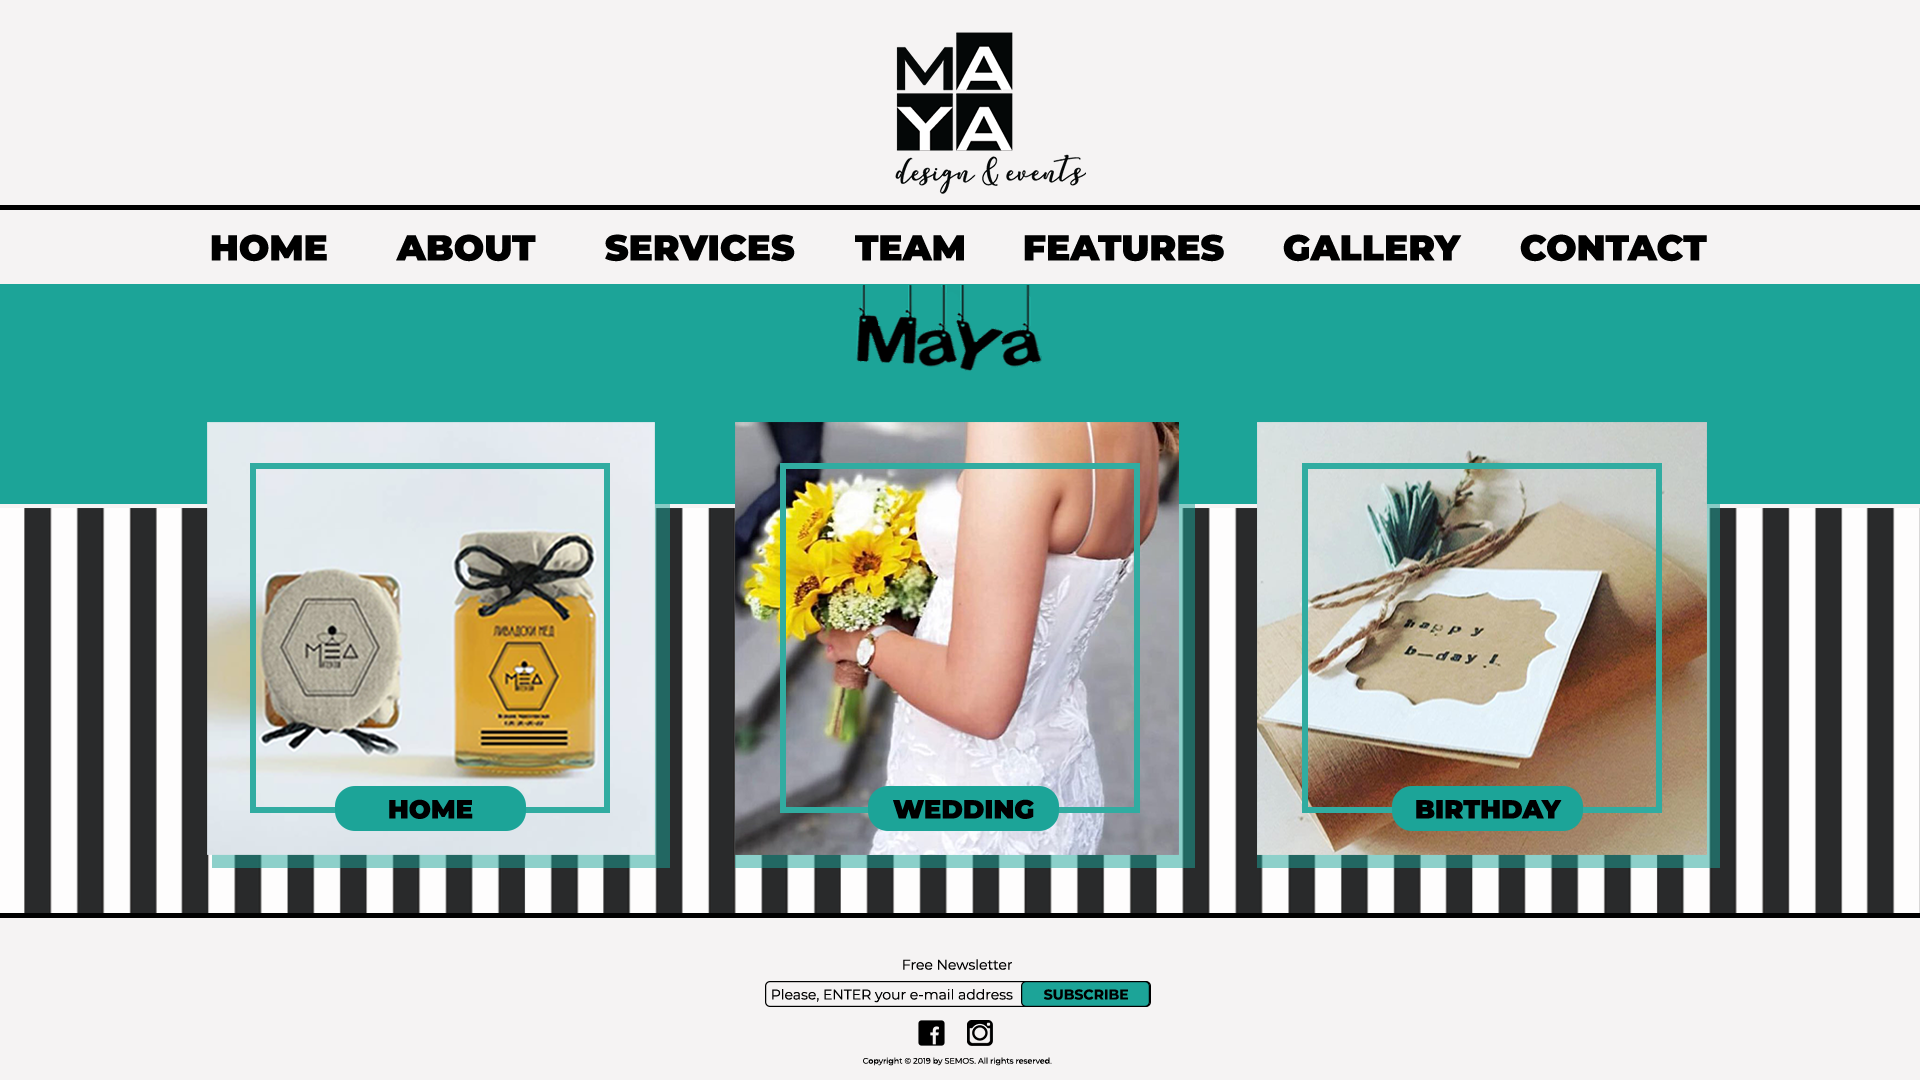 MA
YA
design & events
HOME ABOUT SERVICES TEAM FEATURES GALLERY CONTACT
Maya
МЕД
ЛИВАДСКИ МЕД
МЕД
happy
b-day!
HOME WEDDING BIRTHDAY
Free Newsletter
Please, ENTER your e-mail address SUBSCRIBE
Copyright © 2019 by SEMOS. All rights reserved.